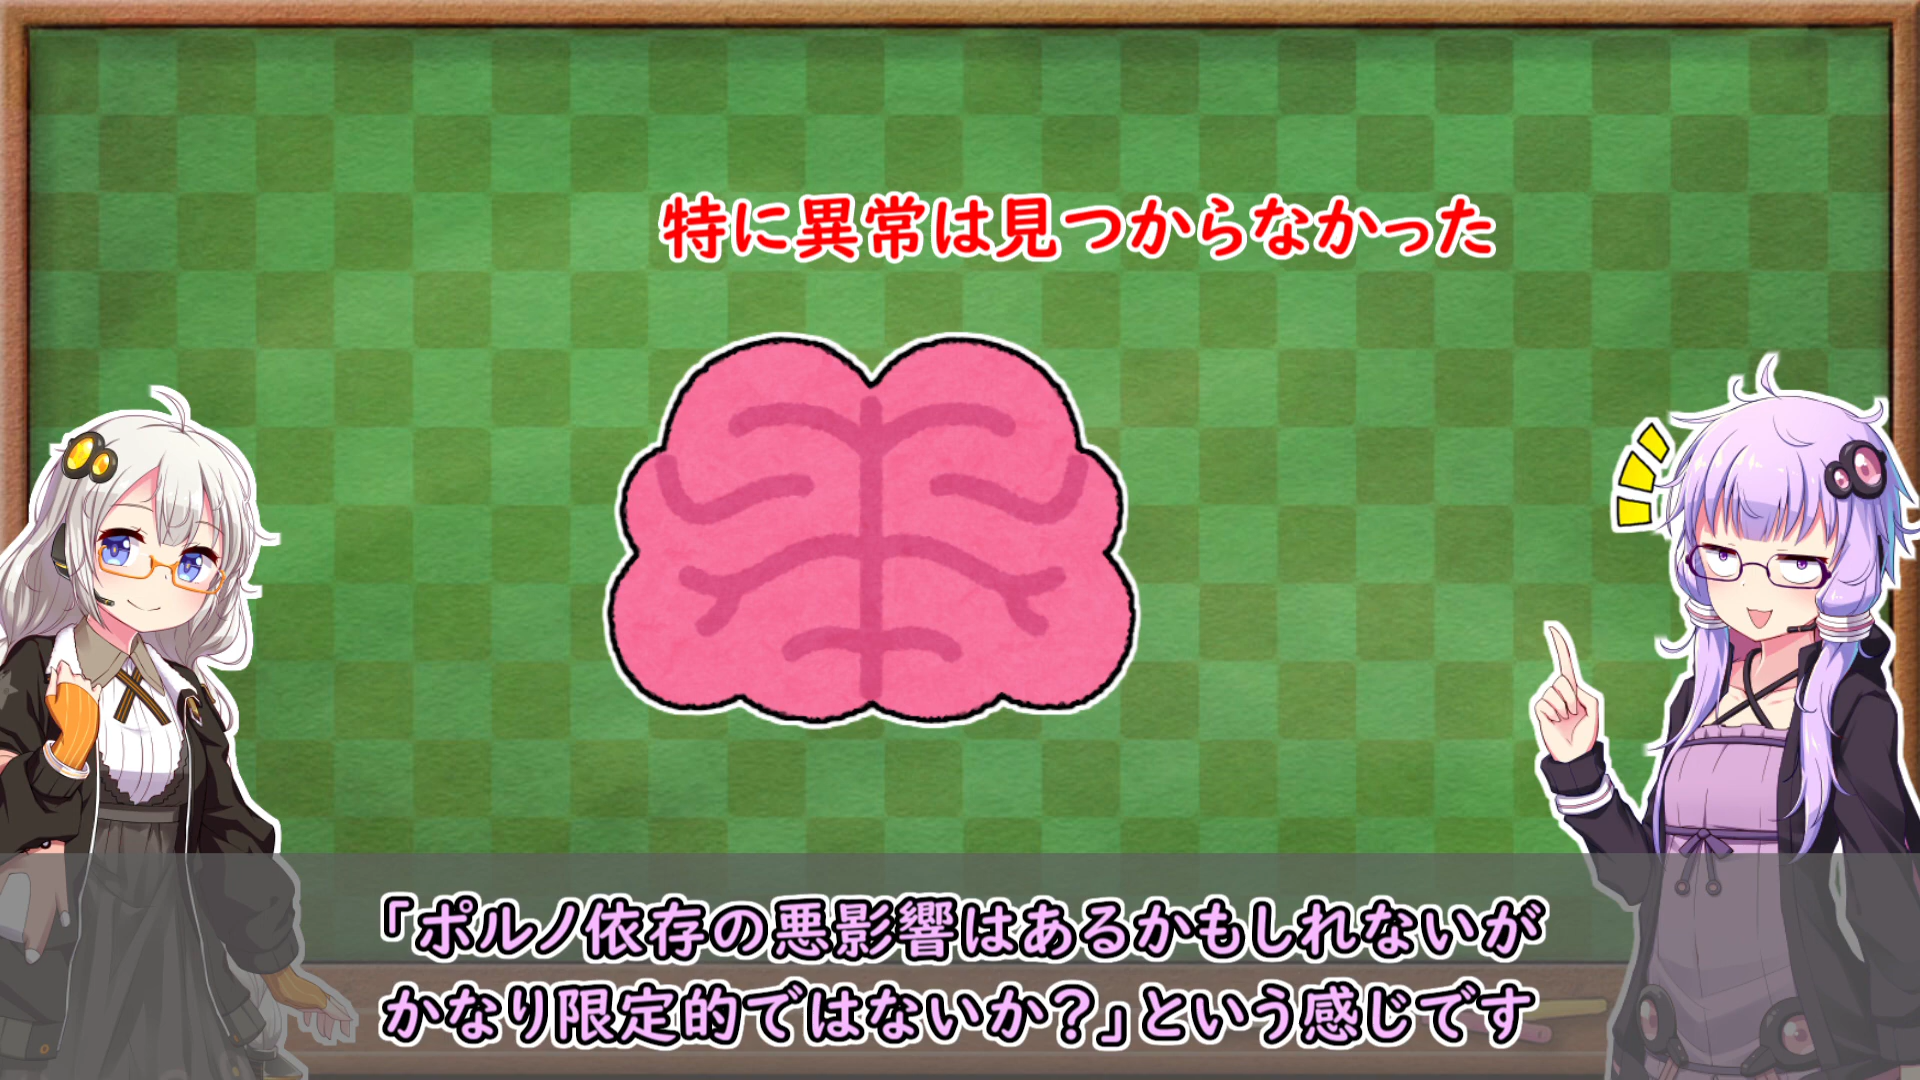 特に異常は見つからなかった
「ポルノ依存の悪影響はあるかもしれないが
かなり限定的ではないか？」という感じです